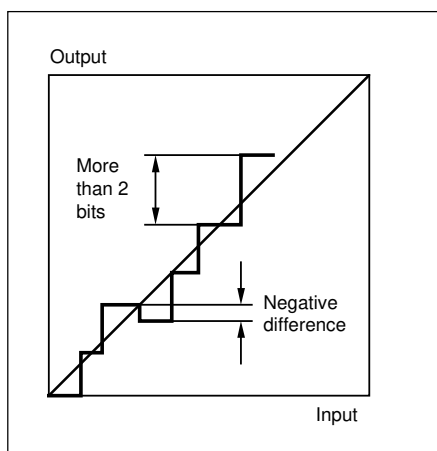 Output
More
than 2
bits
Negative
difference
Input